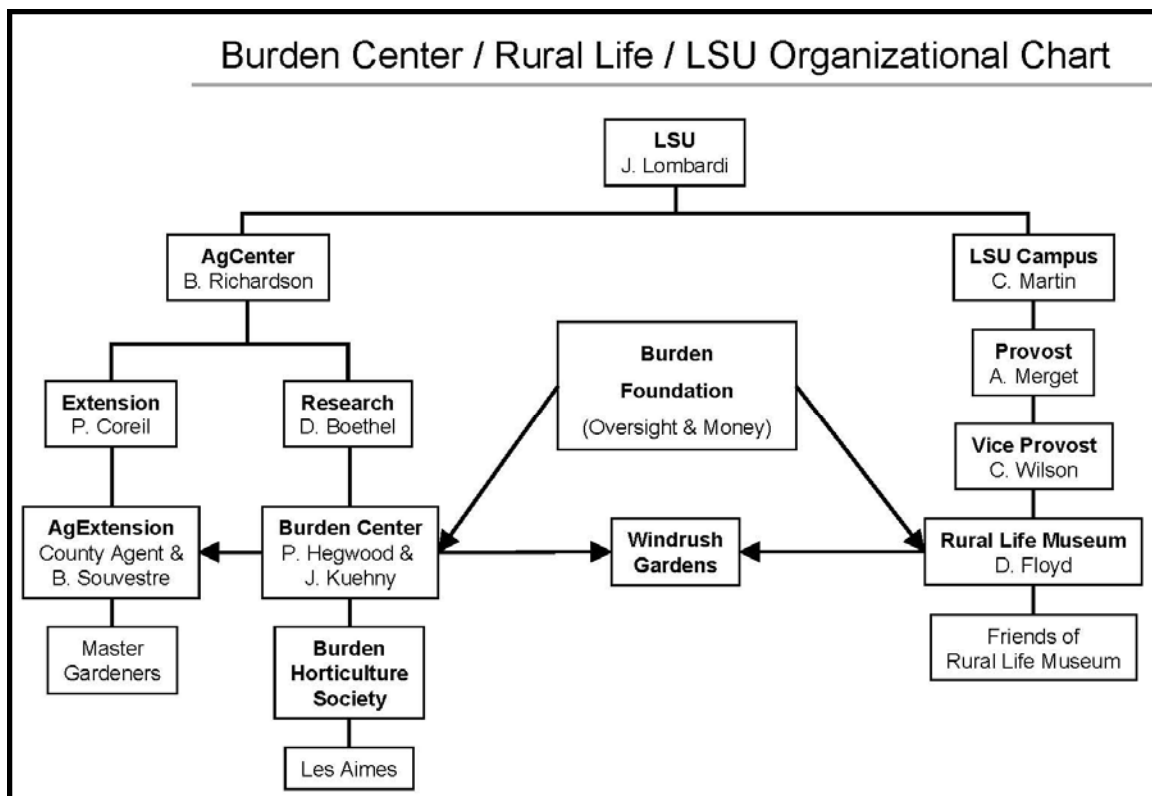 Burden Center / Rural Life / LSU Organizational Chart
LSU
J. Lombardi
AgCenter
B. Richardson
LSU Campus
C. Martin
Burden
Foundation
(Oversight & Money)
Provost
A. Merget
Extension
P. Coreil
Research
D. Boethel
Vice Provost
C. Wilson
AgExtension
County Agent &
B. Souvestre
Burden Center
P. Hegwood &
J. Kuehny
Windrush
Gardens
Rural Life Museum
D. Floyd
Master
Gardeners
Burden
Horticulture
Society
Friends of
Rural Life Museum
Les Aimes